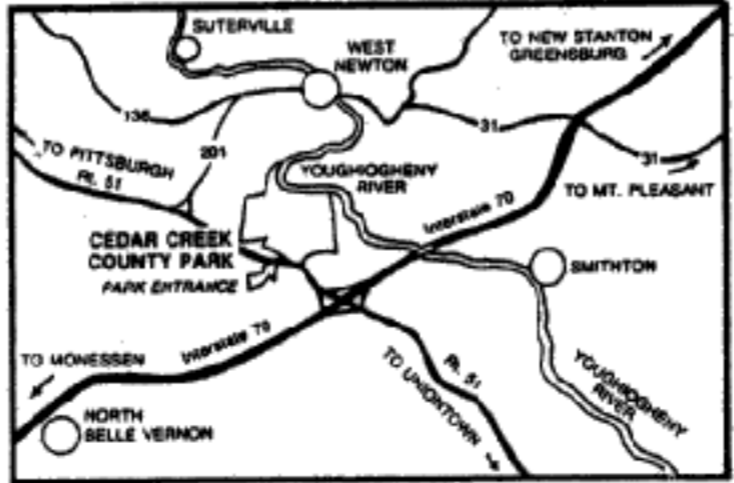 SUTERVILLE
WEST
NEWTON
TO NEW STANTON
GREENSBURG
136
201
31
31
TO PITTSBURGH
Rt. 51
YOUGHIOGHENY
RIVER
TO MT. PLEASANT
Interstate 70
CEDAR CREEK
COUNTY PARK
PARK ENTRANCE
SMITHTON
Interstate 70
TO MONESSEN
TO UNIONTOWN
Rt. 51
YOUGHIOGHENY
RIVER
NORTH
BELLE VERNON